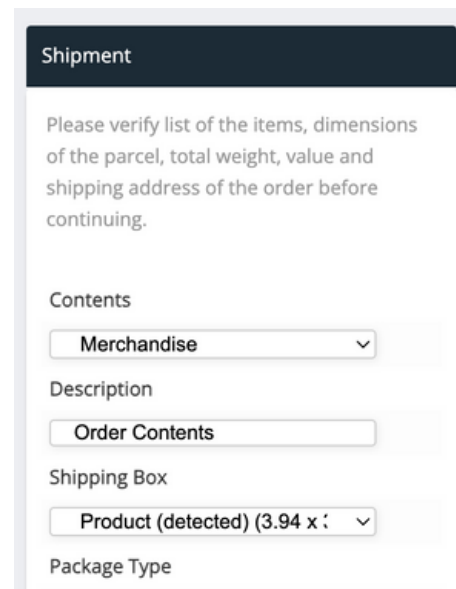 Shipment
Please verify list of the items, dimensions
of the parcel, total weight, value and
shipping address of the order before
continuing.
Contents
Merchandise
Description
Order Contents
Shipping Box
Product (detected) (3.94 x
Package Type